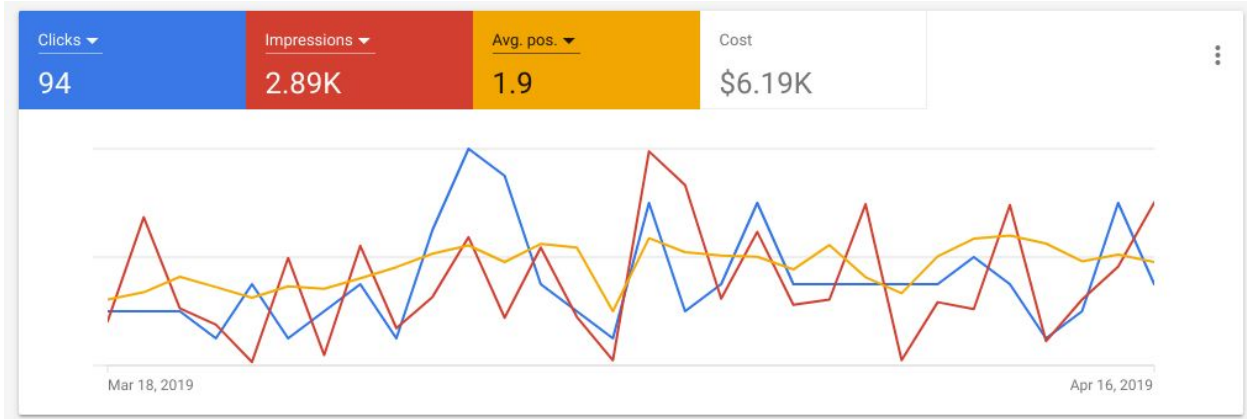 Clicks
94
Impressions
2.89K
Avg. pos.
1.9
Cost
$6.19K
Mar 18, 2019
Apr 16, 2019